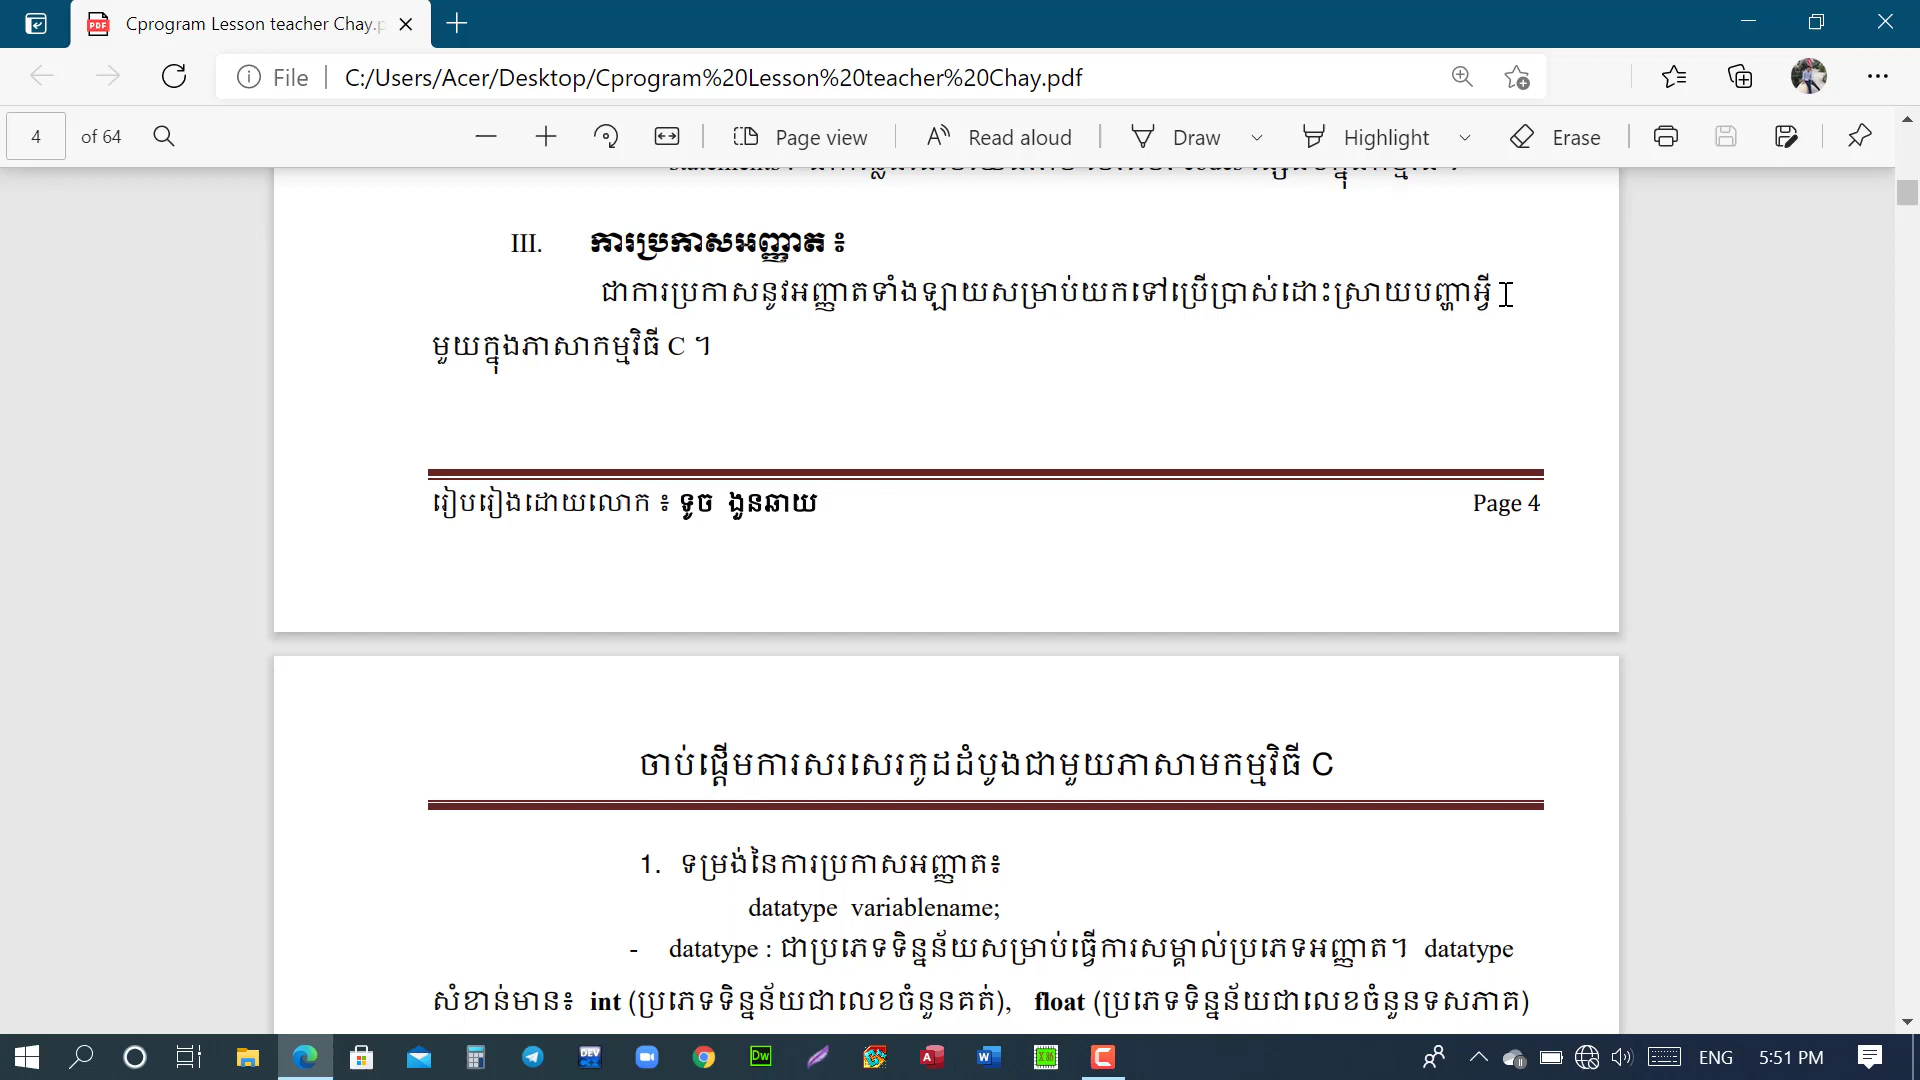 Cprogram Lesson teacher Chay.p
File
C:/Users/Acer/Desktop/Cprogram%20Lesson%20teacher%20Chay.pdf
4 of 64
Page view
Read aloud
Draw
Highlight
Erase
III. ការប្រកាសអញ្ញាត ៖
ជាការប្រកាសនូវអញ្ញាតទាំងឡាយសម្រាប់យកទៅប្រើប្រាស់ដោះស្រាយបញ្ហាអ្វី
មួយក្នុងភាសាកម្មវិធី C ។
រៀបរៀងដោយលោក ៖ ទូច ងួនឆាយ
Page 4
ចាប់ផ្ដើមការសរសេរកូដដំបូងជាមួយភាសាមកម្មវិធី C
1. ទម្រង់នៃការប្រកាសអញ្ញាត៖
datatype variablename;
- datatype : ជាប្រភេទទិន្នន័យសម្រាប់ធ្វើការសម្គាល់ប្រភេទអញ្ញាត។ datatype
សំខាន់មាន៖ int (ប្រភេទទិន្នន័យជាលេខចំនួនគត់), float (ប្រភេទទិន្នន័យជាលេខចំនួនទសភាគ)
ENG
5:51 PM